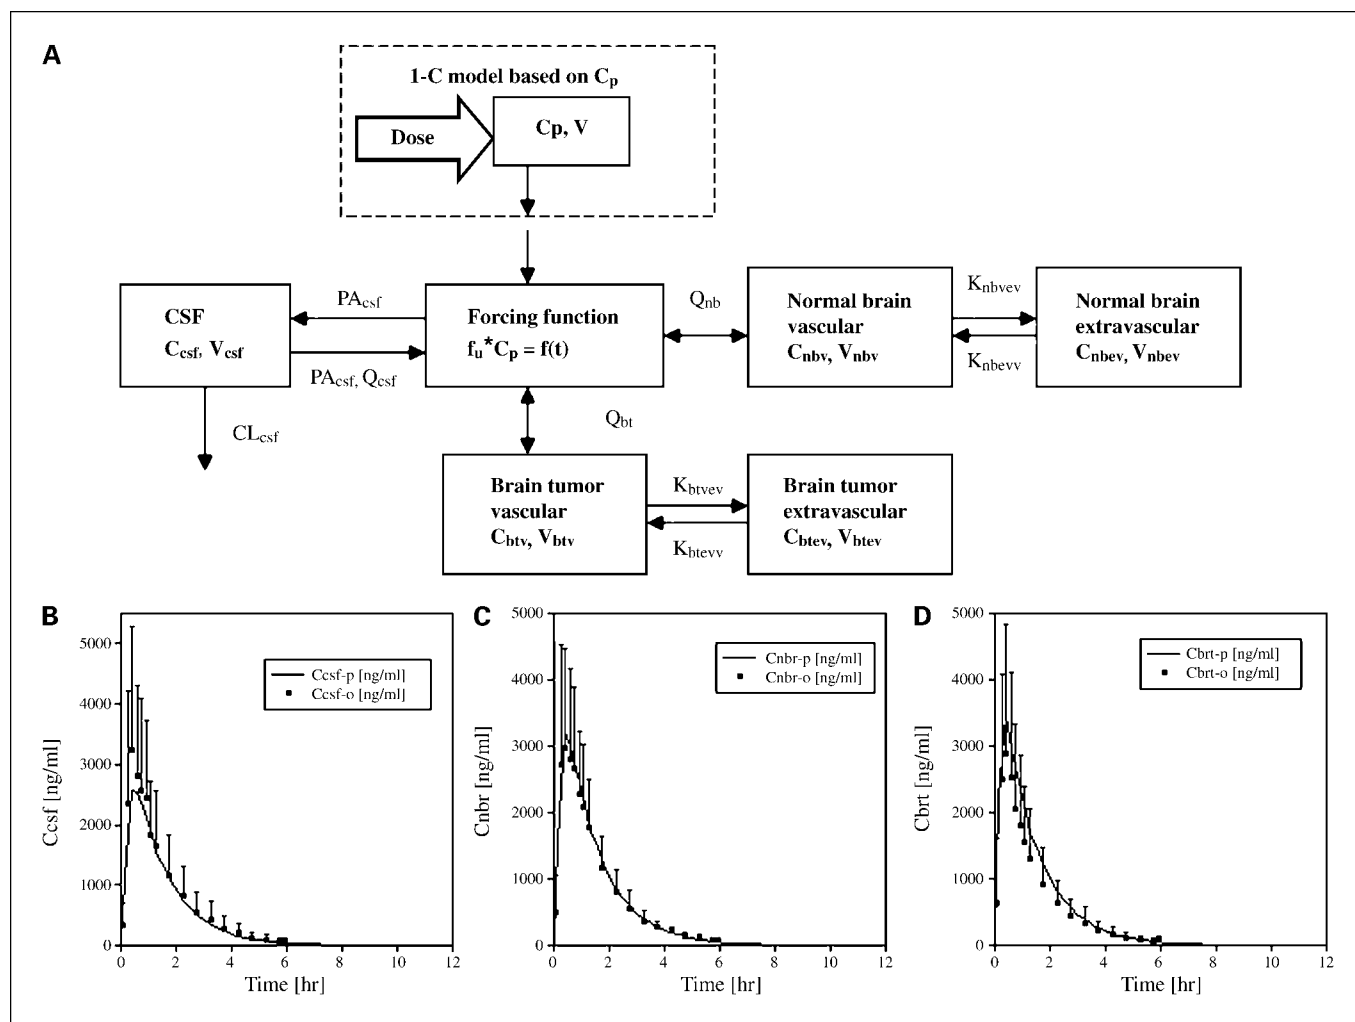 A
1-C model based on Cp
Dose
Cp, V
CSF
Ccsf, Vcsf
PAcsf
PAcsf, Qcsf
CLcsf
Forcing function
fu*Cp = f(t)
Qnb
Normal brain
vascular
Cnbv, Vnbv
Knbvev
Knbevv
Normal brain
extravascular
Cnbev, Vnbev
Qbt
Brain tumor
vascular
Cbtv, Vbtv
Kbtvev
Kbtevv
Brain tumor
extravascular
Cbtev, Vbtev
B
Ccsf [ng/ml]
5000
4000
3000
2000
1000
0
Ccsf-p [ng/ml]
Ccsf-o [ng/ml]
0 2 4 6 8 10 12
Time [hr]
C
Cnbr [ng/ml]
5000
4000
3000
2000
1000
0
Cnbr-p [ng/ml]
Cnbr-o [ng/ml]
0 2 4 6 8 10 12
Time [hr]
D
Cbrt [ng/ml]
5000
4000
3000
2000
1000
0
Cbrt-p [ng/ml]
Cbrt-o [ng/ml]
0 2 4 6 8 10 12
Time [hr]